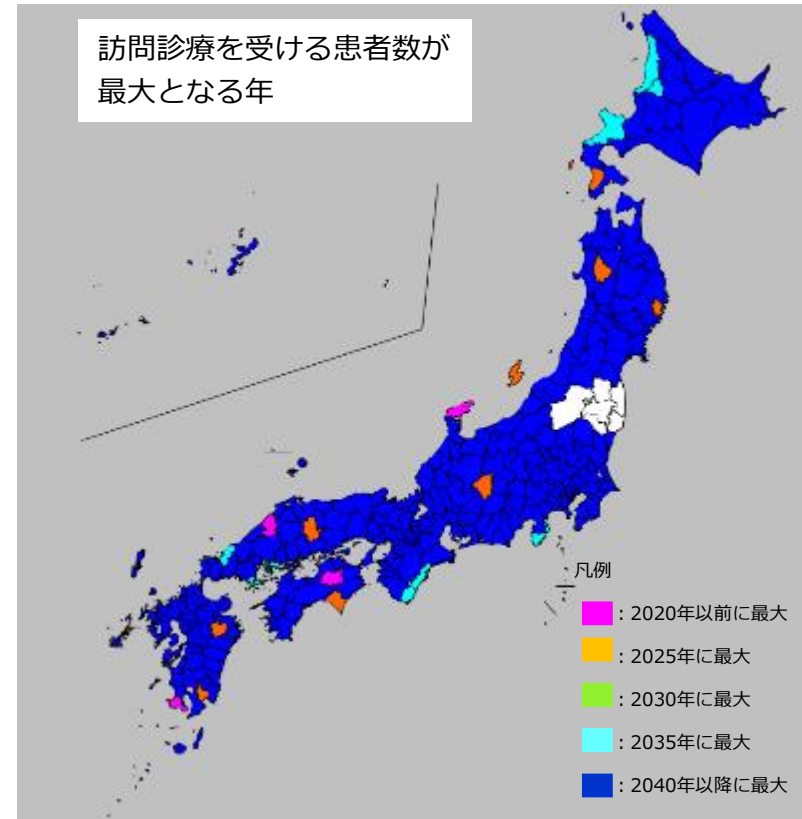 訪問診療を受ける患者数が
最大となる年
凡例
：2020年以前に最大
：2025年に最大
：2030年に最大
：2035年に最大
：2040年以降に最大